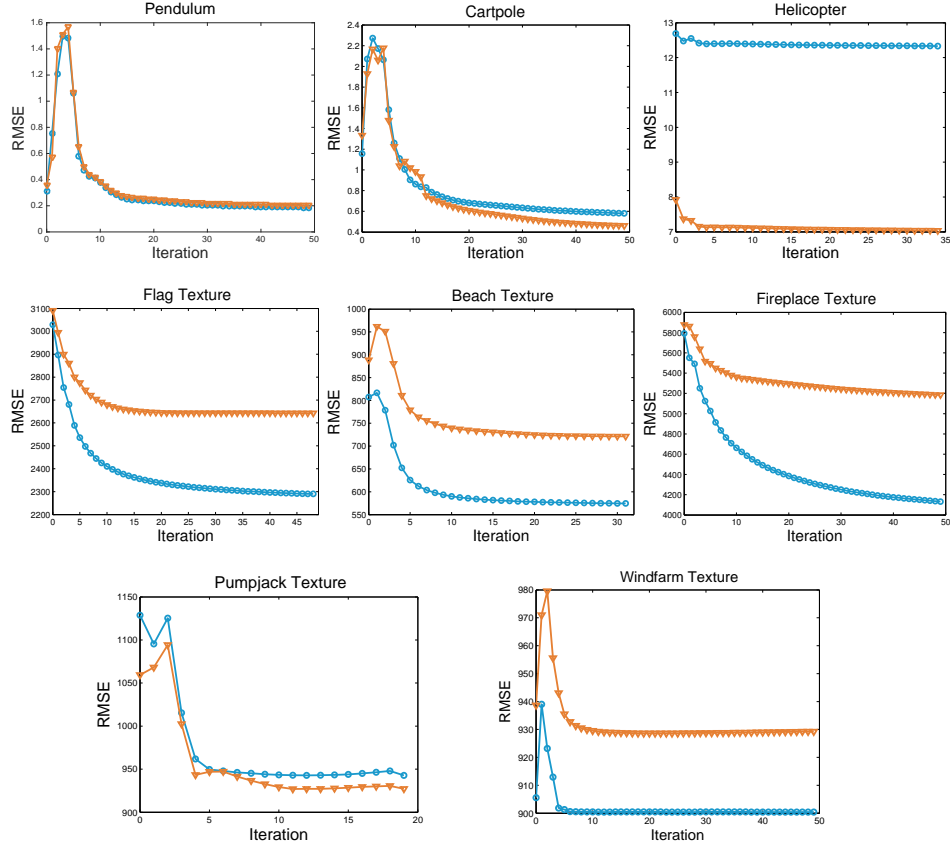 Pendulum
1.6
1.4
1.2
1
0.8
0.6
0.4
0.2
0
0 10 20 30 40 50
RMSE
Iteration
Cartpole
2.4
2.2
2
1.8
1.6
1.4
1.2
1
0.8
0.6
0.4
0 10 20 30 40 50
RMSE
Iteration
Helicopter
13
12
11
10
9
8
7
0 5 10 15 20 25 30 35
RMSE
Iteration
Flag Texture
3100
3000
2900
2800
2700
2600
2500
2400
2300
2200
0 5 10 15 20 25 30 35 40 45
RMSE
Iteration
Beach Texture
1000
950
900
850
800
750
700
650
600
550
0 5 10 15 20 25 30
RMSE
Iteration
Fireplace Texture
6000
5800
5600
5400
5200
5000
4800
4600
4400
4200
4000
0 10 20 30 40 50
RMSE
Iteration
Pumpjack Texture
1150
1100
1050
1000
950
900
0 5 10 15 20
RMSE
Iteration
Windfarm Texture
980
970
960
950
940
930
920
910
900
0 10 20 30 40 50
RMSE
Iteration